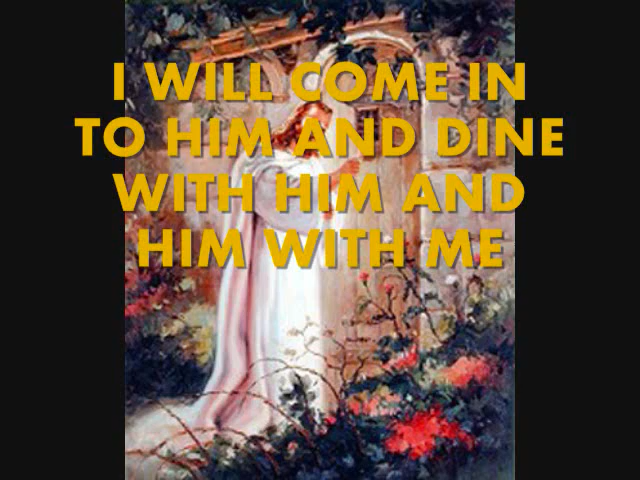 I WILL COME IN
TO HIM AND DINE
WITH HIM AND
HIM WITH ME